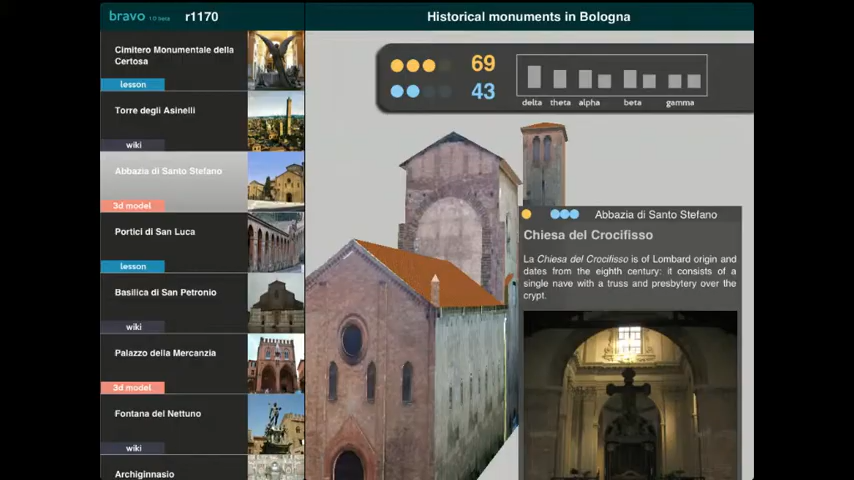 bravo 1.0 beta r1170
Historical monuments in Bologna
Cimitero Monumentale della
Certosa
lesson
Torre degli Asinelli
wiki
Abbazia di Santo Stefano
3d model
Portici di San Luca
lesson
Basilica di San Petronio
wiki
Palazzo della Mercanzia
3d model
Fontana del Nettuno
wiki
Archiginnasio
69
43
delta theta alpha beta gamma
Abbazia di Santo Stefano
Chiesa del Crocifisso
La Chiesa del Crocifisso is of Lombard origin and
dates from the eighth century: it consists of a
single nave with a truss and presbytery over the
crypt.